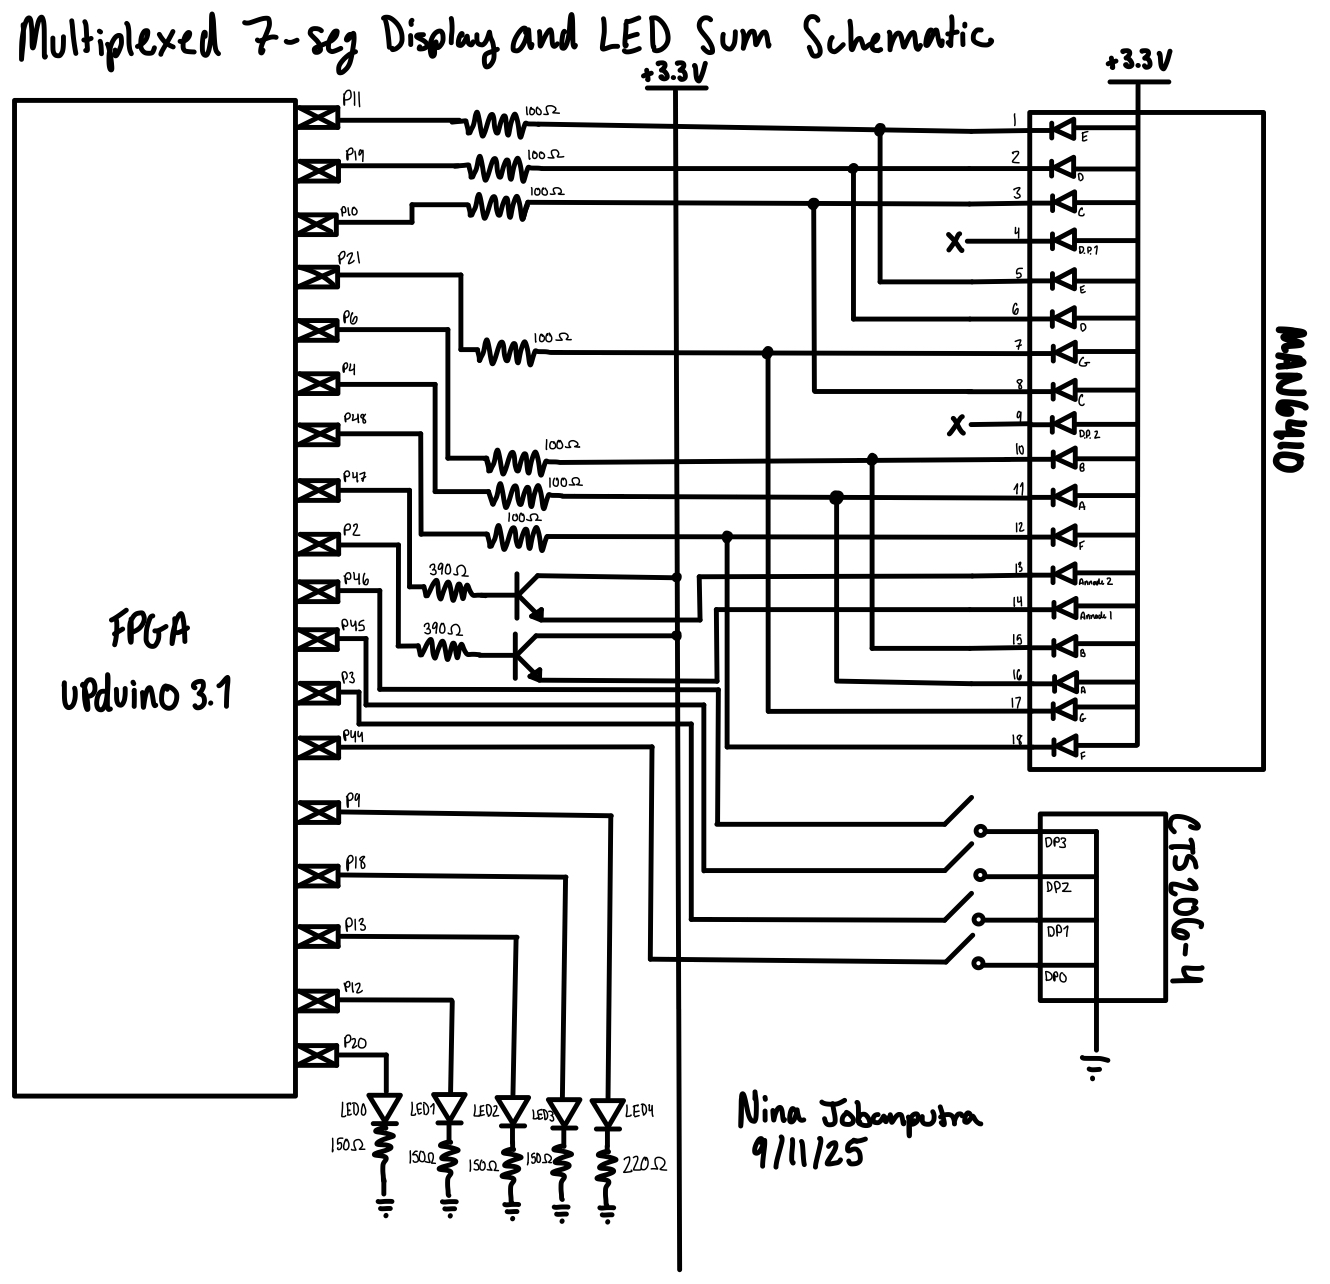 Multiplexed 7-seg Display and LED Sum Schematic
+3.3V
+3.3V
P11
100Ω
1
E
P19
100Ω
2
D
P10
100Ω
3
C
X
4
D.P.1
P21
5
E
P6
6
D
100Ω
7
G
P4
8
C
P48
X
9
D.P.2
100Ω
10
B
P47
100Ω
11
A
P2
100Ω
12
F
390Ω
13
Annode 2
P46
14
Annode 1
P45
390Ω
15
B
P3
16
A
17
G
P44
18
F
MAN6410
FPGA
UPduino 3.1
P9
P18
P13
P12
P20
DP3
DP2
DP1
DP0
CTS206-4
LED0
LED1
LED2
LED3
LED4
150Ω
150Ω
150Ω
150Ω
220Ω
Nina Jobanputra
9/11/25